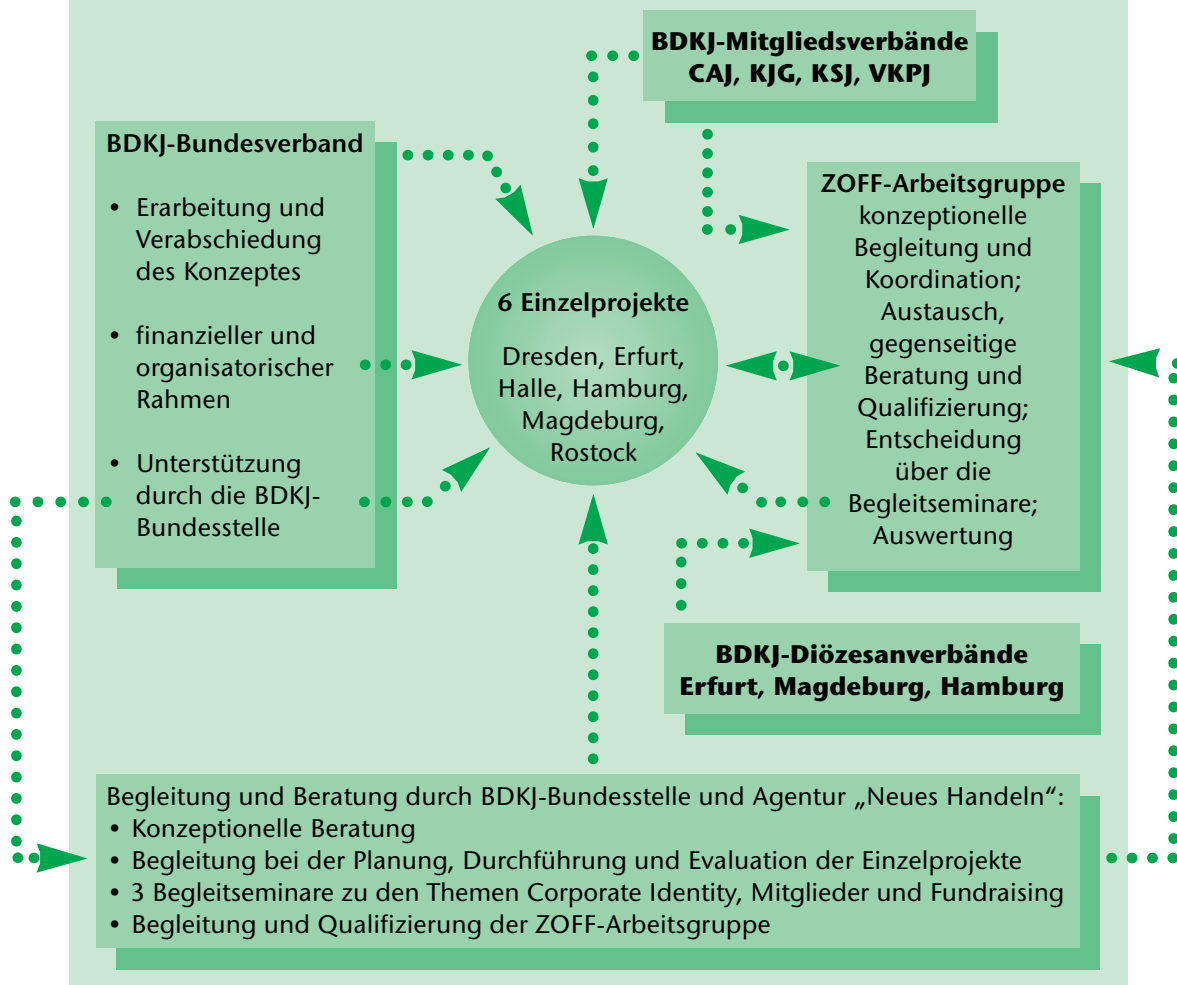 BDKJ-Mitgliedsverbände
CAJ, KJG, KSJ, VKPJ
BDKJ-Bundesverband
• Erarbeitung und
Verabschiedung
des Konzeptes
• finanzieller und
organisatorischer
Rahmen
• Unterstützung
durch die BDKJ-
Bundesstelle
6 Einzelprojekte
Dresden, Erfurt,
Halle, Hamburg,
Magdeburg,
Rostock
ZOFF-Arbeitsgruppe
konzeptionelle
Begleitung und
Koordination;
Austausch,
gegenseitige
Beratung und
Qualifizierung;
Entscheidung
über die
Begleitseminare;
Auswertung
BDKJ-Diözesanverbände
Erfurt, Magdeburg, Hamburg
Begleitung und Beratung durch BDKJ-Bundesstelle und Agentur „Neues Handeln“:
• Konzeptionelle Beratung
• Begleitung bei der Planung, Durchführung und Evaluation der Einzelprojekte
• 3 Begleitseminare zu den Themen Corporate Identity, Mitglieder und Fundraising
• Begleitung und Qualifizierung der ZOFF-Arbeitsgruppe